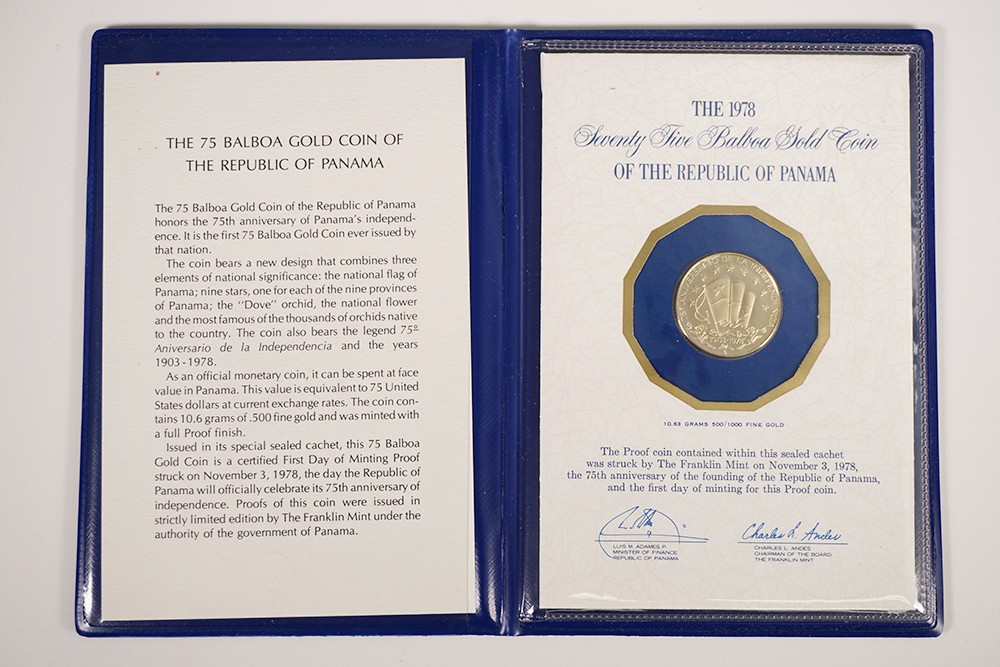 THE 75 BALBOA GOLD COIN OF
THE REPUBLIC OF PANAMA
The 75 Balboa Gold Coin of the Republic of Panama
honors the 75th anniversary of Panama's independ-
ence. It is the first 75 Balboa Gold Coin ever issued by
that nation.
The coin bears a new design that combines three
elements of national significance: the national flag of
Panama; nine stars, one for each of the nine provinces
of Panama; the "Dove" orchid, the national flower
and the most famous of the thousands of orchids native
to the country. The coin also bears the legend 75º
Aniversario de la Independencia and the years
1903-1978.
As an official monetary coin, it can be spent at face
value in Panama. This value is equivalent to 75 United
States dollars at current exchange rates. The coin con-
tains 10.6 grams of .500 fine gold and was minted with
a full Proof finish.
Issued in its special sealed cachet, this 75 Balboa
Gold Coin is a certified First Day of Minting Proof
struck on November 3, 1978, the day the Republic of
Panama will officially celebrate its 75th anniversary of
independence. Proofs of this coin were issued in
strictly limited edition by The Franklin Mint under the
authority of the government of Panama.
THE 1978
Seventy Five Balboa Gold Coin
OF THE REPUBLIC OF PANAMA
75º ANIVERSARIO DE LA INDEPENDENCIA
1903-1978
10.63 GRAMS 500/1000 FINE GOLD
The Proof coin contained within this sealed cachet
was struck by The Franklin Mint on November 3, 1978,
the 75th anniversary of the founding of the Republic of Panama,
and the first day of minting for this Proof coin.
Charles L. Andes
LUIS M. ADAMES P.
MINISTER OF FINANCE
REPUBLIC OF PANAMA
CHARLES L. ANDES
CHAIRMAN OF THE BOARD
THE FRANKLIN MINT